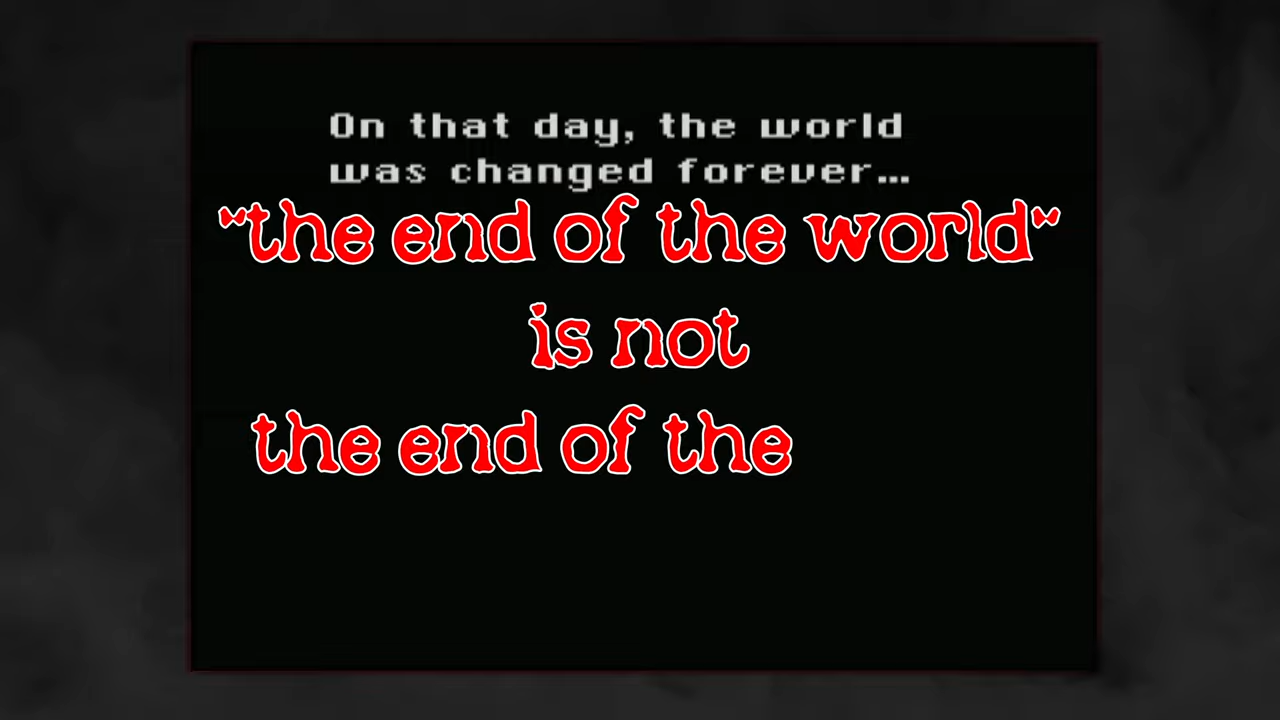 On that day, the world
was changed forever...
"the end of the world"
is not
the end of the